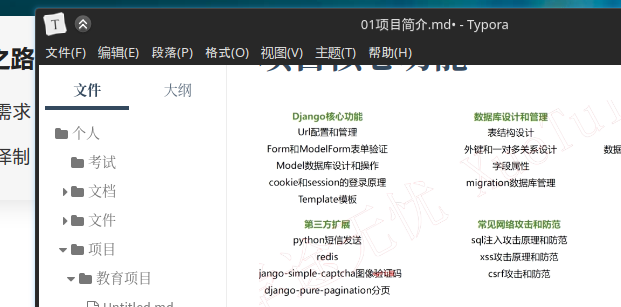 01项目简介.md• - Typora
文件(F) 编辑(E) 段落(P) 格式(O) 视图(V) 主题(T) 帮助(H)
之路
需求
译制
文件 大纲
个人
考试
文档
文件
项目
教育项目
Untitled.md
项目核心功能
Django核心功能
Url配置和管理
Form和ModelForm表单验证
Model数据库设计和操作
cookie和session的登录原理
Template模板
数据库设计和管理
表结构设计
外键和一对多关系设计
字段属性
migration数据库管理
数据
第三方扩展
python短信发送
redis
jango-simple-captcha图像验证码
django-pure-pagination分页
常见网络攻击和防范
sql注入攻击原理和防范
xss攻击原理和防范
csrf攻击和防范